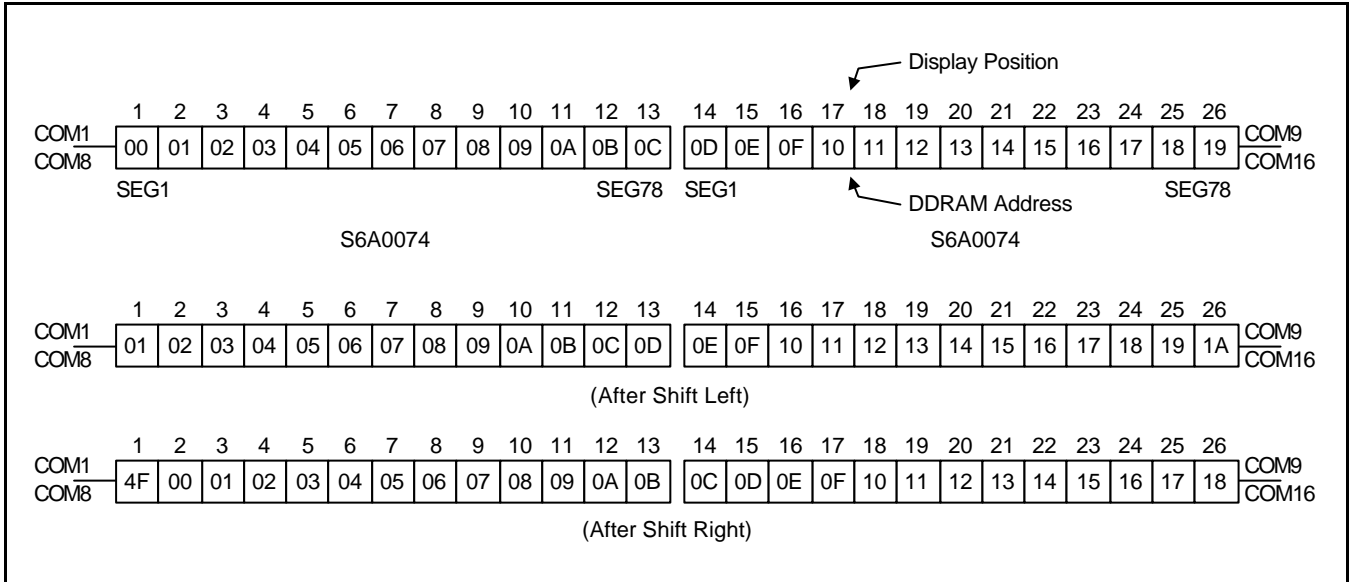 Display Position
1 2 3 4 5 6 7 8 9 10 11 12 13 14 15 16 17 18 19 20 21 22 23 24 25 26
COM1 COM9
00 01 02 03 04 05 06 07 08 09 0A 0B 0C 0D 0E 0F 10 11 12 13 14 15 16 17 18 19
COM8 COM16
SEG1 SEG78 SEG1 SEG78
DDRAM Address
S6A0074 S6A0074
1 2 3 4 5 6 7 8 9 10 11 12 13 14 15 16 17 18 19 20 21 22 23 24 25 26
COM1 COM9
01 02 03 04 05 06 07 08 09 0A 0B 0C 0D 0E 0F 10 11 12 13 14 15 16 17 18 19 1A
COM8 COM16
(After Shift Left)
1 2 3 4 5 6 7 8 9 10 11 12 13 14 15 16 17 18 19 20 21 22 23 24 25 26
COM1 COM9
4F 00 01 02 03 04 05 06 07 08 09 0A 0B 0C 0D 0E 0F 10 11 12 13 14 15 16 17 18
COM8 COM16
(After Shift Right)